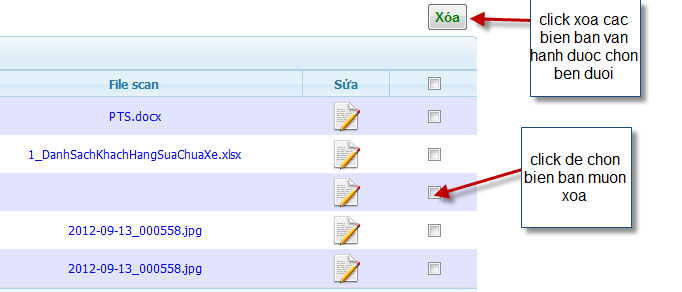 Xóa
click xoa cac
bien ban van
hanh duoc chon
ben duoi
File scan Sửa
PTS.docx
1_DanhSachKhachHangSuaChuaXe.xlsx
click de chon
bien ban muon
xoa
2012-09-13_000558.jpg
2012-09-13_000558.jpg